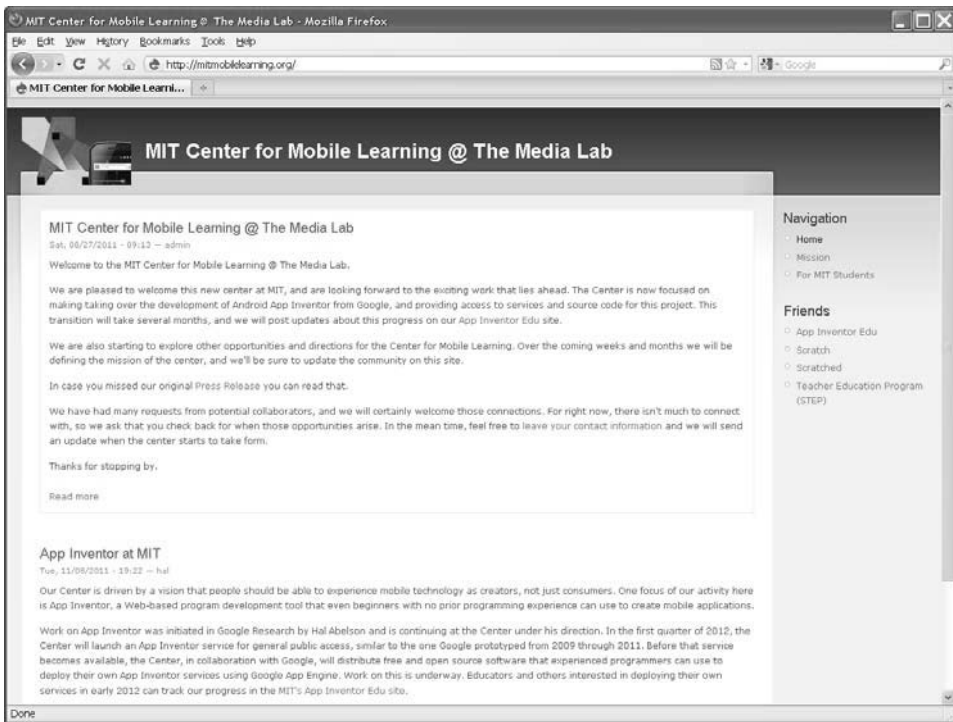 MIT Center for Mobile Learning @ The Media Lab - Mozilla Firefox
File Edit View History Bookmarks Tools Help
http://mitmobilelearning.org/
Google
MIT Center for Mobile Learni...
MIT Center for Mobile Learning @ The Media Lab
MIT Center for Mobile Learning @ The Media Lab
Sat, 08/27/2011 - 09:13 — admin
Welcome to the MIT Center for Mobile Learning @ The Media Lab.
We are pleased to welcome this new center at MIT, and are looking forward to the exciting work that lies ahead. The Center is now focused on
making taking over the development of Android App Inventor from Google, and providing access to services and source code for this project. This
transition will take several months, and we will post updates about this progress on our App Inventor Edu site.
We are also starting to explore other opportunities and directions for the Center for Mobile Learning. Over the coming weeks and months we will be
defining the mission of the center, and we'll be sure to update the community on this site.
In case you missed our original Press Release you can read that.
We have had many requests from potential collaborators, and we will certainly welcome those connections. For right now, there isn't much to connect
with, so we ask that you check back for when those opportunities arise. In the mean time, feel free to leave your contact information and we will send
an update when the center starts to take form.
Thanks for stopping by.
Read more
App Inventor at MIT
Tue, 11/08/2011 - 19:22 — hal
Our Center is driven by a vision that people should be able to experience mobile technology as creators, not just consumers. One focus of our activity here
is App Inventor, a Web-based program development tool that even beginners with no prior programming experience can use to create mobile applications.
Work on App Inventor was initiated in Google Research by Hal Abelson and is continuing at the Center under his direction. In the first quarter of 2012, the
Center will launch an App Inventor service for general public access, similar to the one Google prototyped from 2009 through 2011. Before that service
becomes available, the Center, in collaboration with Google, will distribute free and open source software that experienced programmers can use to
deploy their own App Inventor services using Google App Engine. Work on this is underway. Educators and others interested in deploying their own
services in early 2012 can track our progress in the MIT's App Inventor Edu site.
Navigation
Home
Mission
For MIT Students
Friends
App Inventor Edu
Scratch
Scratched
Teacher Education Program
(STEP)
Done